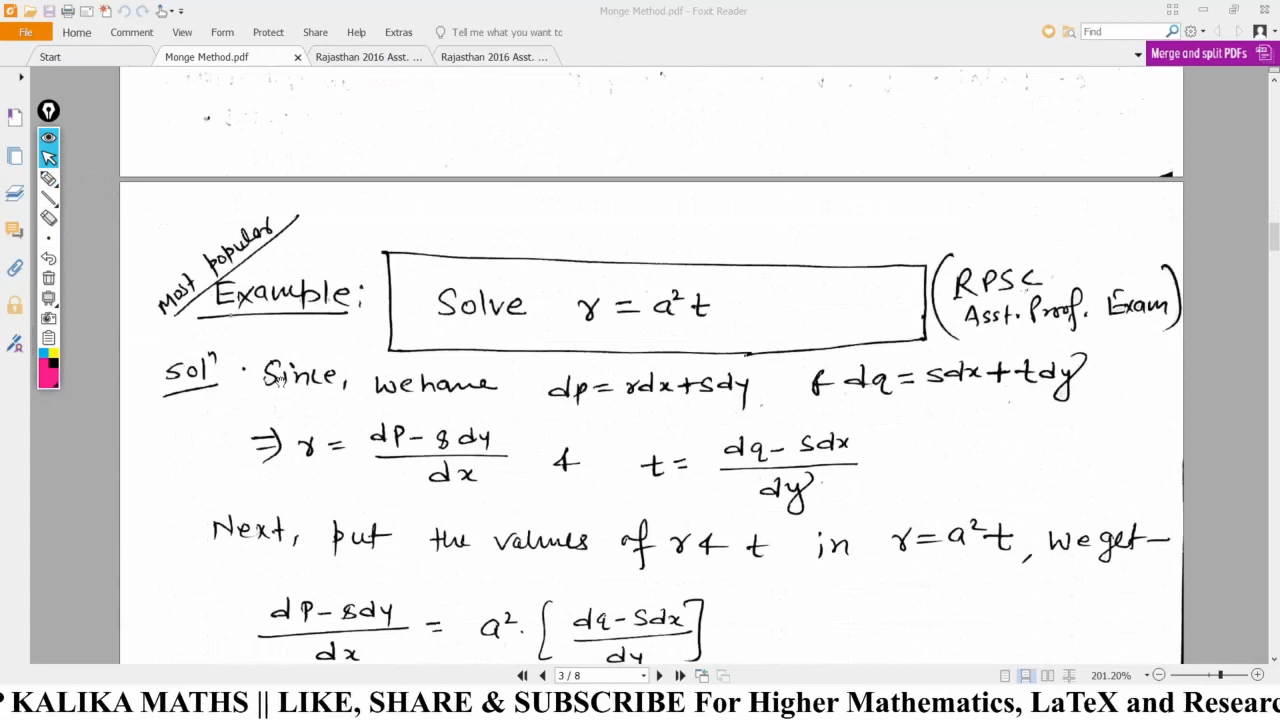 Monge Method.pdf - Foxit Reader
File Home Comment View Form Protect Share Help Extras Tell me what you want to Find
Start Monge Method.pdf × Rajasthan 2016 Asst. ... Rajasthan 2016 Asst. ... Merge and split PDFs
Most popular
Example: Solve r = a² t (RPSC
Asst. Proof. Exam)
Solⁿ · Since, we have dp = rdx + sdy & dq = sdx + tdy
⇒ r = (dp - sdy)/dx & t = (dq - sdx)/dy
Next, put the values of r & t in r = a² t, we get —
(dp - sdy)/dx = a². [(dq - sdx)/dy]
3 / 8 201.20%
P KALIKA MATHS || LIKE, SHARE & SUBSCRIBE For Higher Mathematics, LaTeX and Resear